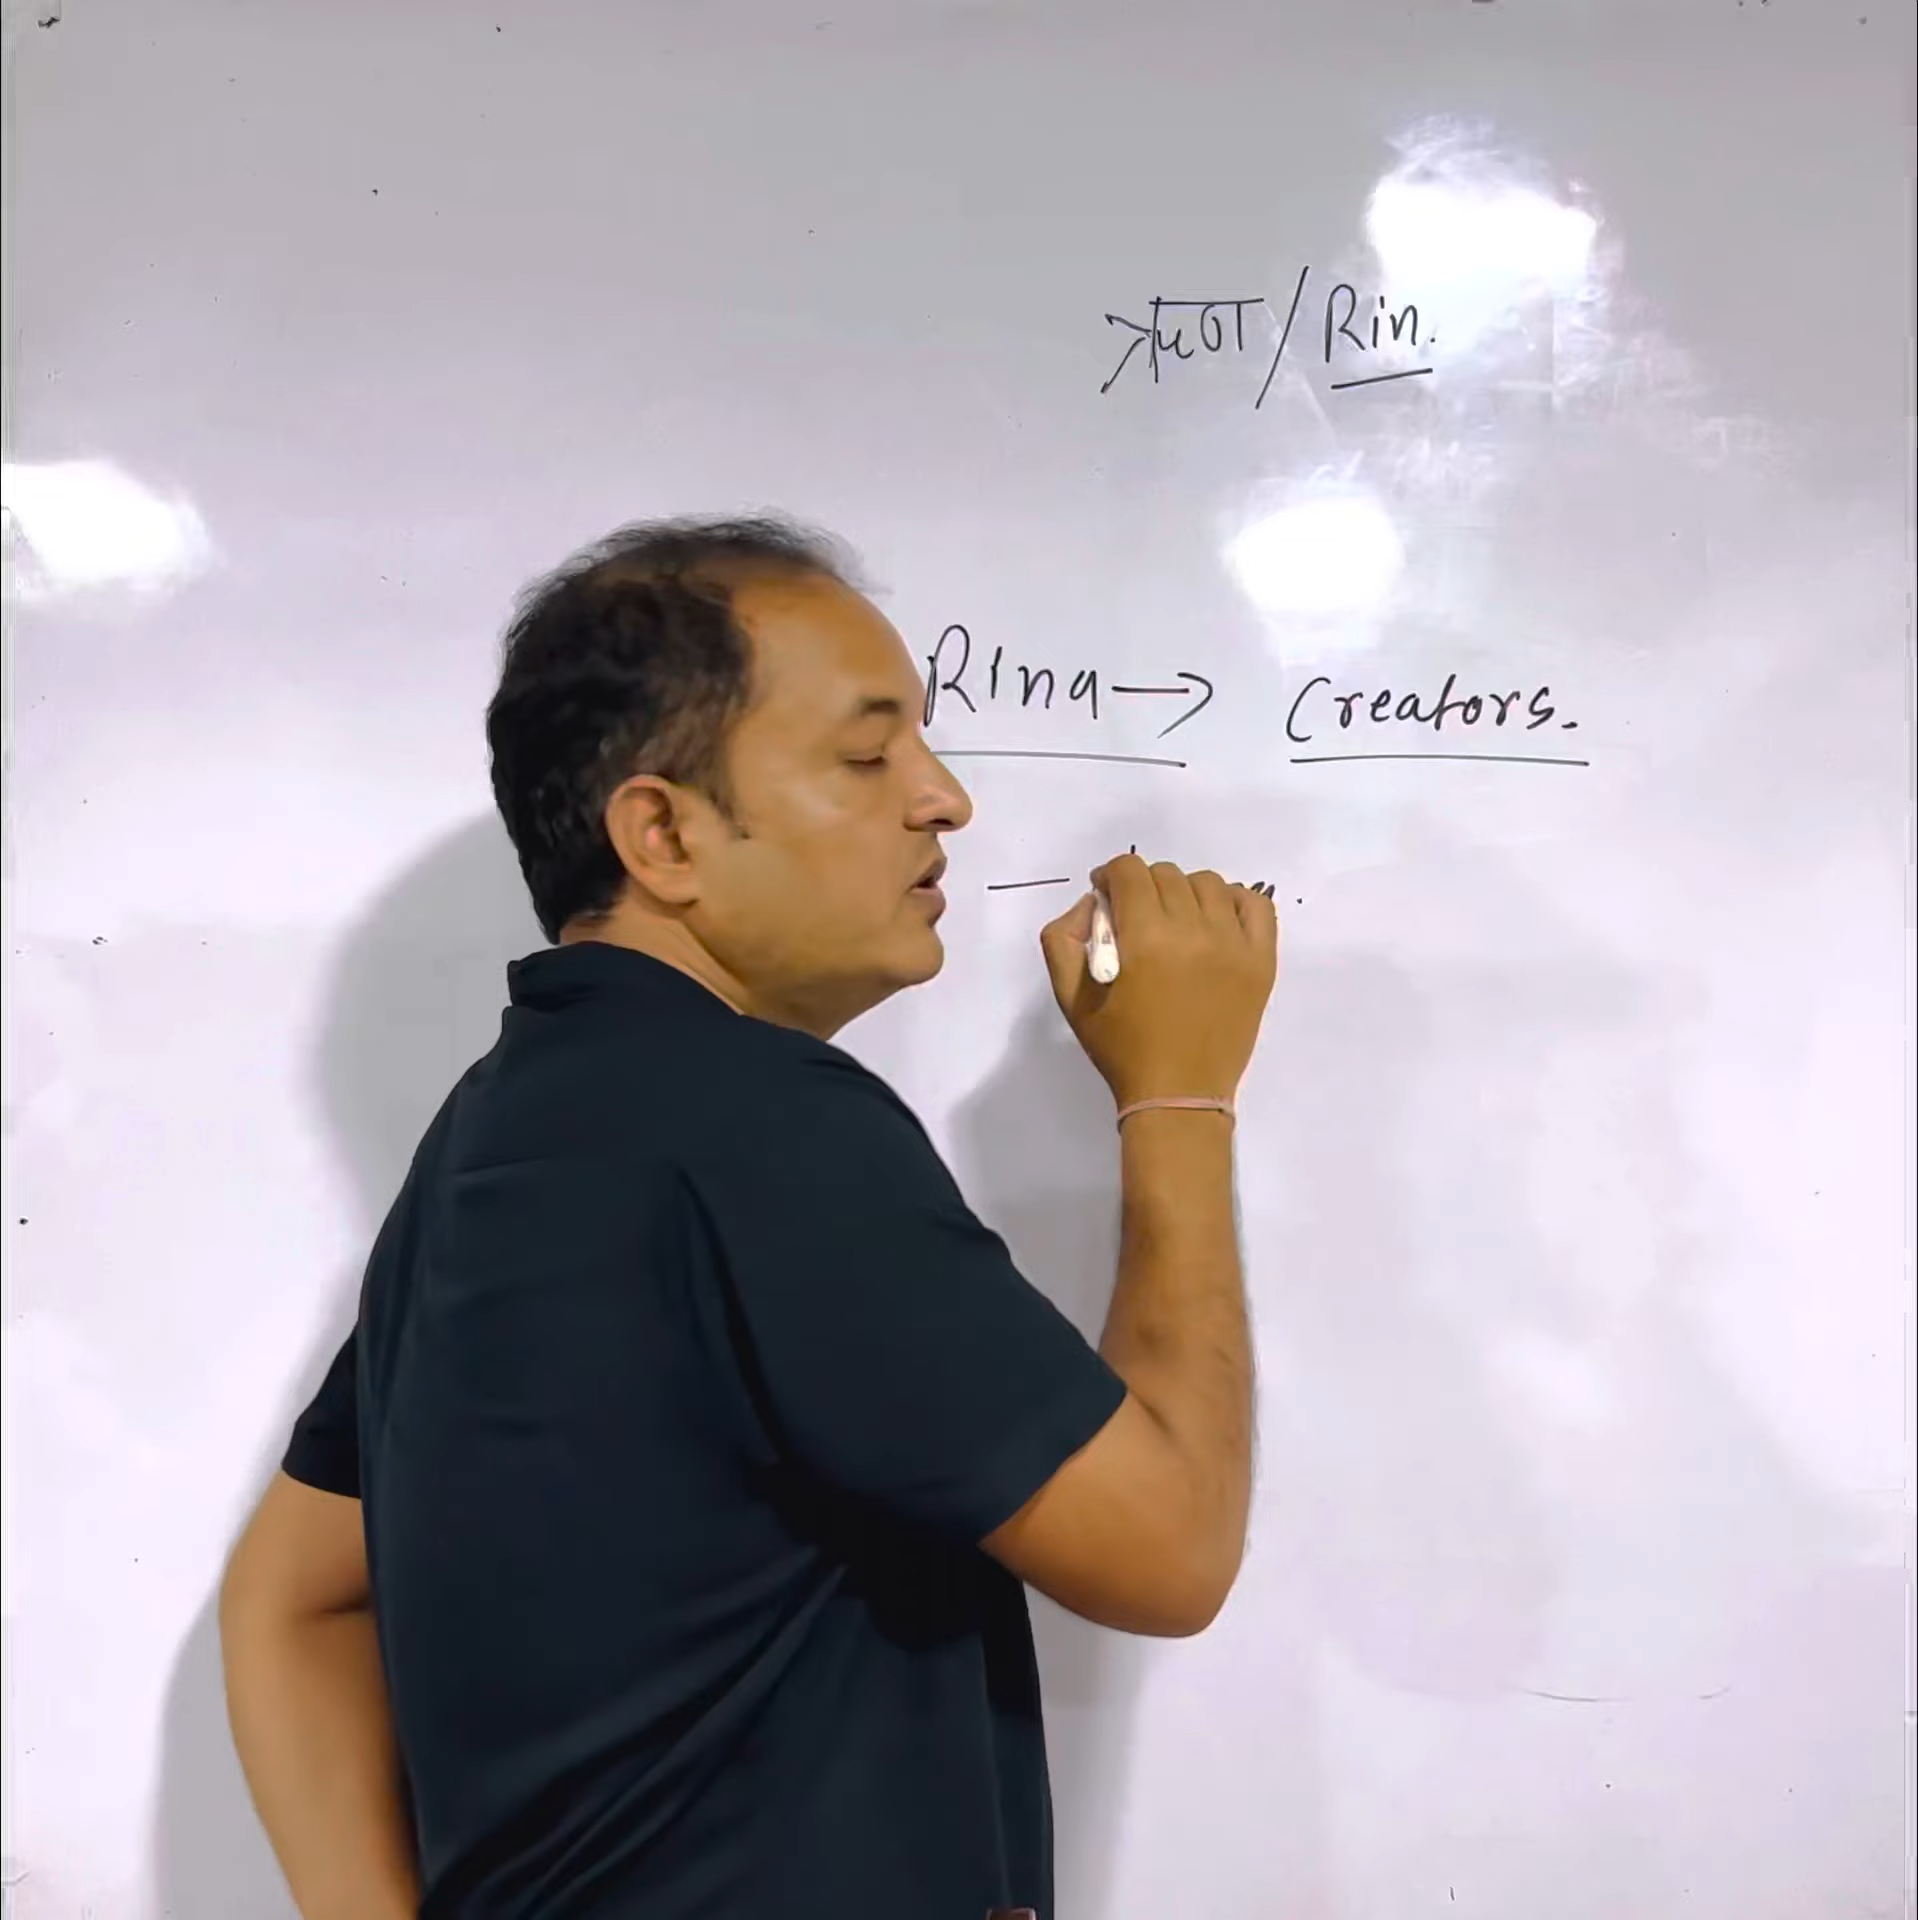 ऋण / Rin.
Rina → Creators.
—